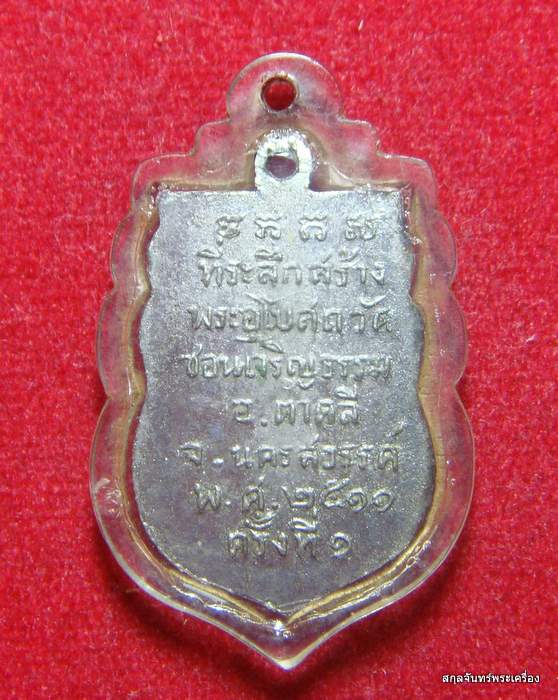 ที่ระลึกสร้าง
พระอุโบสถวัด
ช่อนเจริญธรรม
อ.ตาคลี
จ.นครสวรรค์
พ.ศ.๒๕๑๑
ครั้งที่ ๑
สกุลจันทร์พระเครื่อง